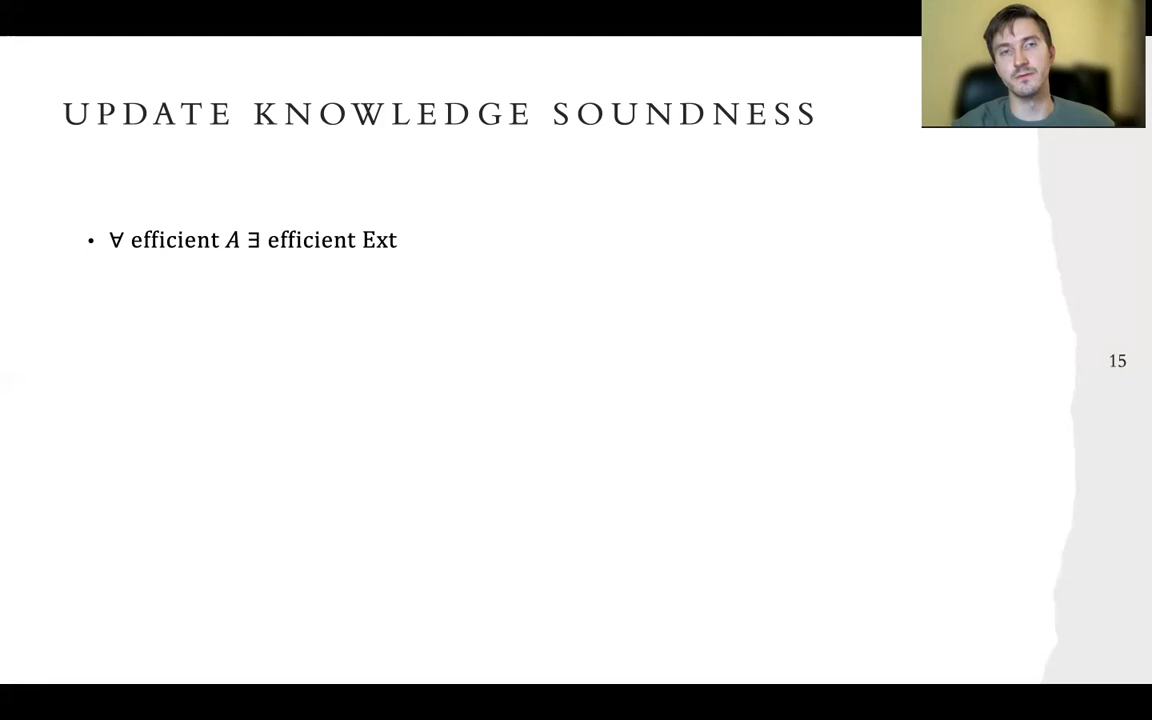 UPDATE KNOWLEDGE SOUNDNESS
• ∀ efficient A ∃ efficient Ext
15